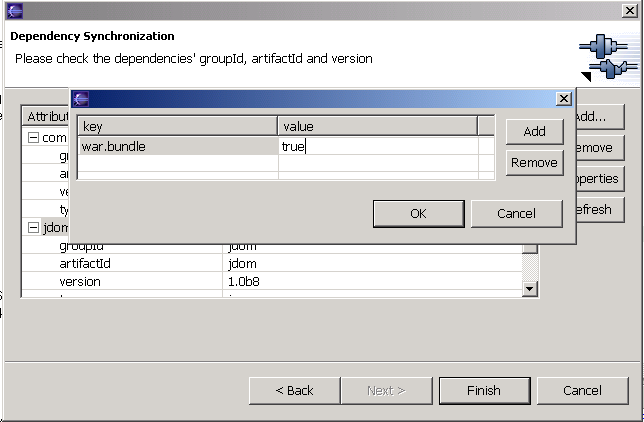 Dependency Synchronization
Please check the dependencies' groupId, artifactId and version
key value
war.bundle true
Add
Remove
OK Cancel
Attribut Add...
com emove
gr
ar operties
ve
ty efresh
jdom
groupId jdom
artifactId jdom
version 1.0b8
< Back Next > Finish Cancel